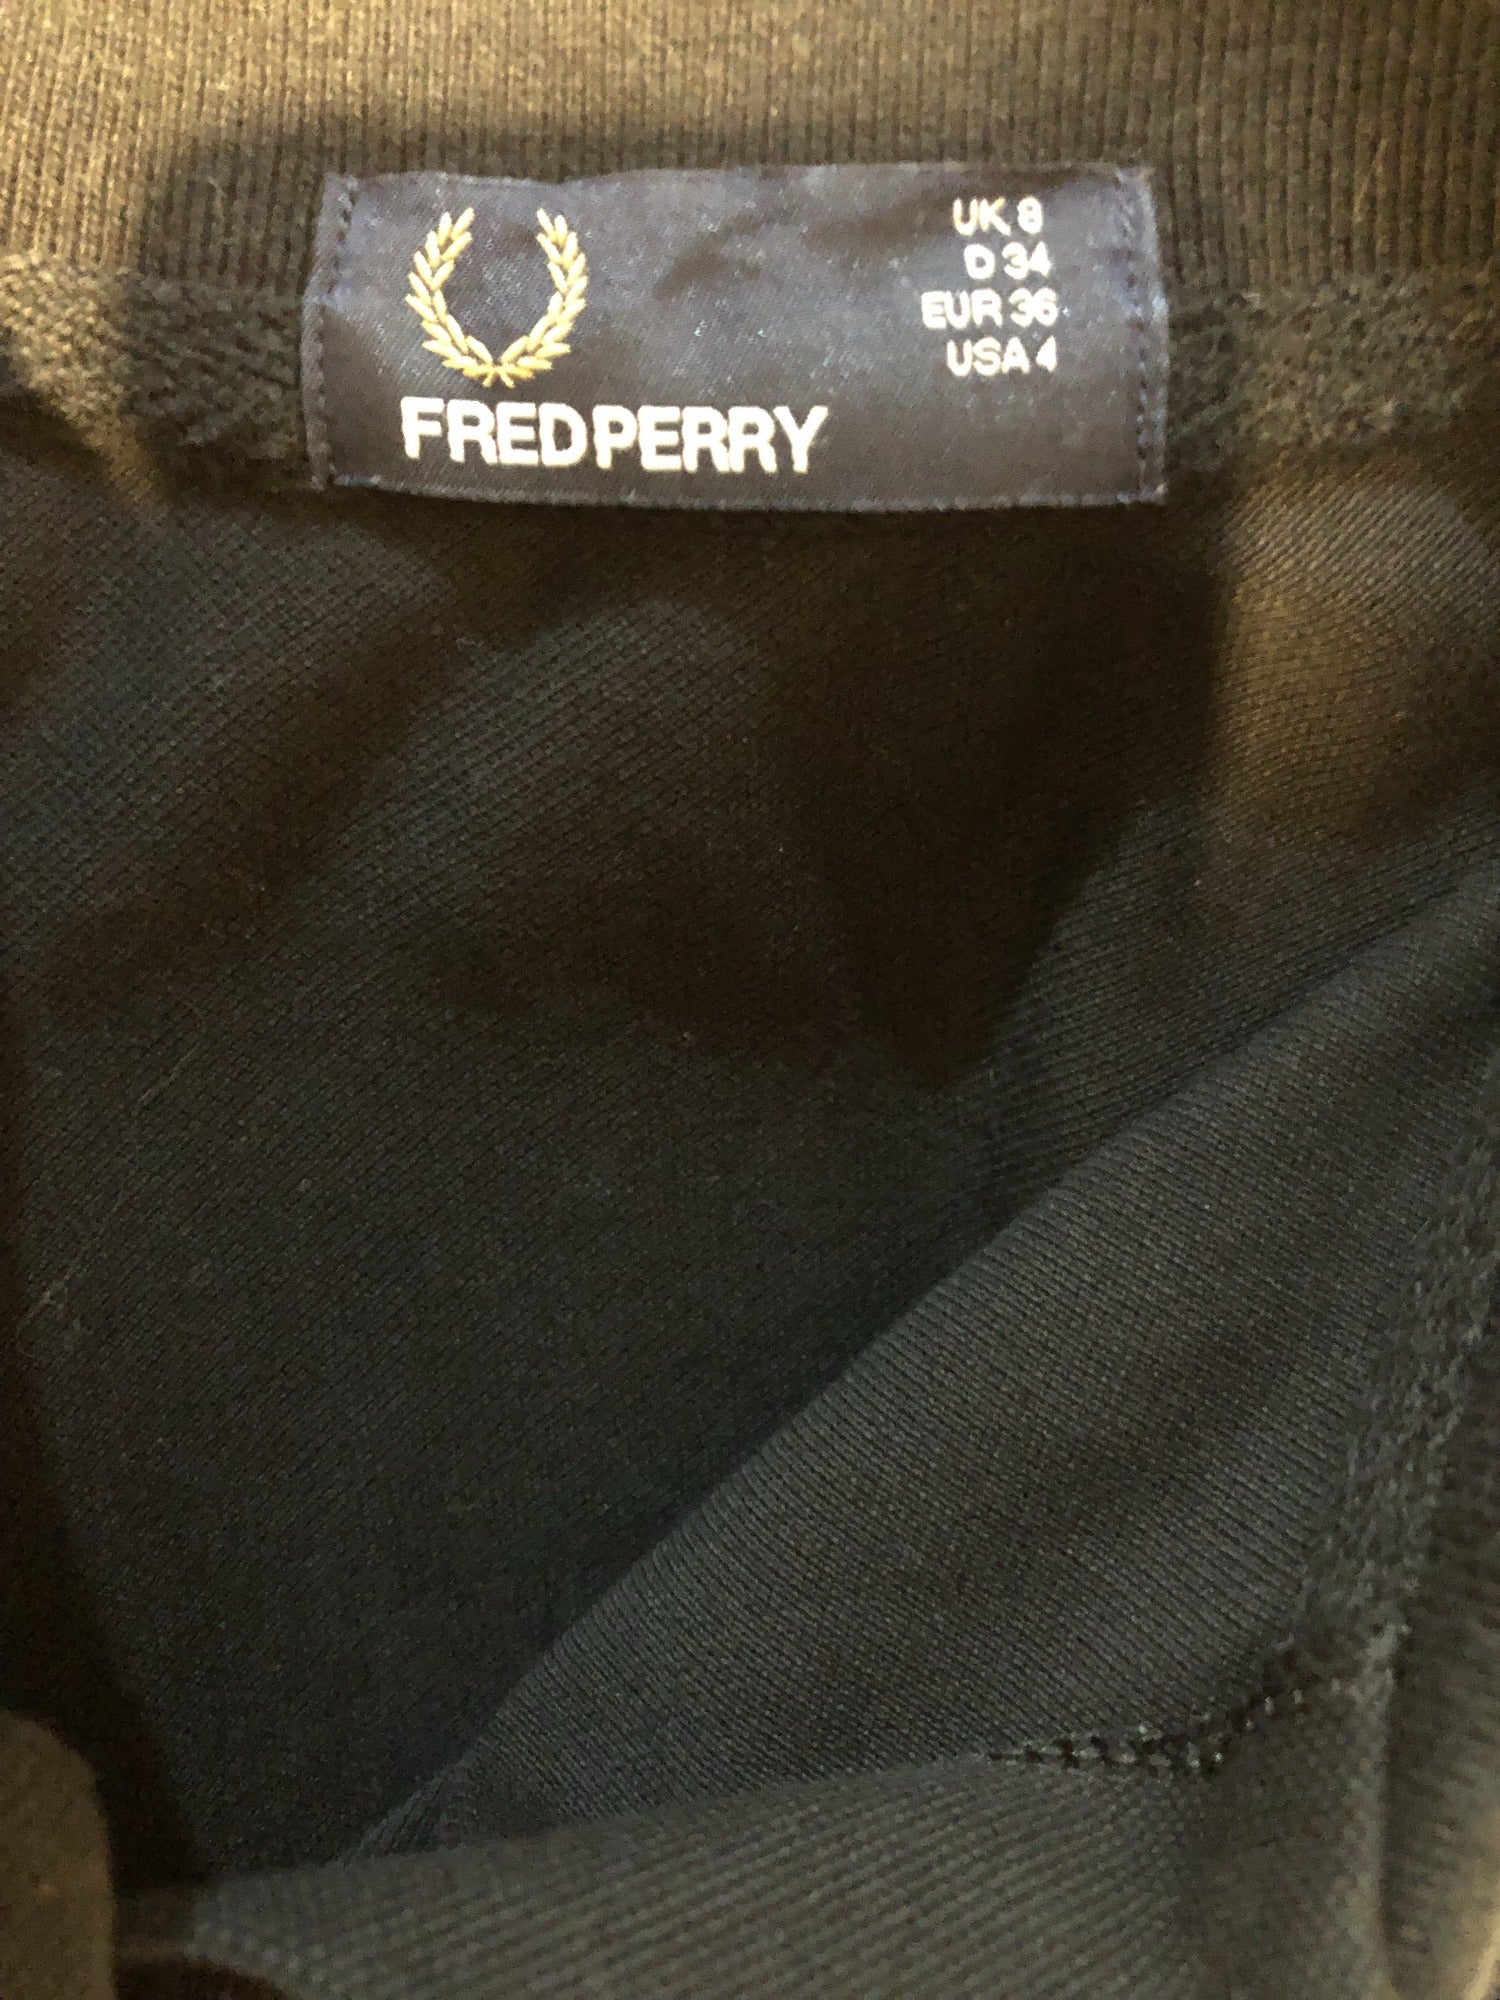 UK 8
D 34
EUR 36
USA 4
FRED PERRY